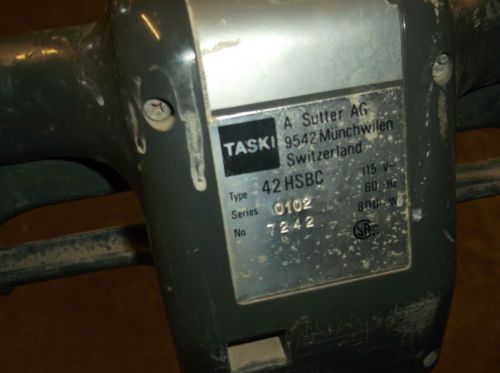 TASKI
A. Sutter AG
9542 Münchwilen
Switzerland
Type 42 HSBC 115 V~
Series 0102 60 Hz
No. 7242 800 W